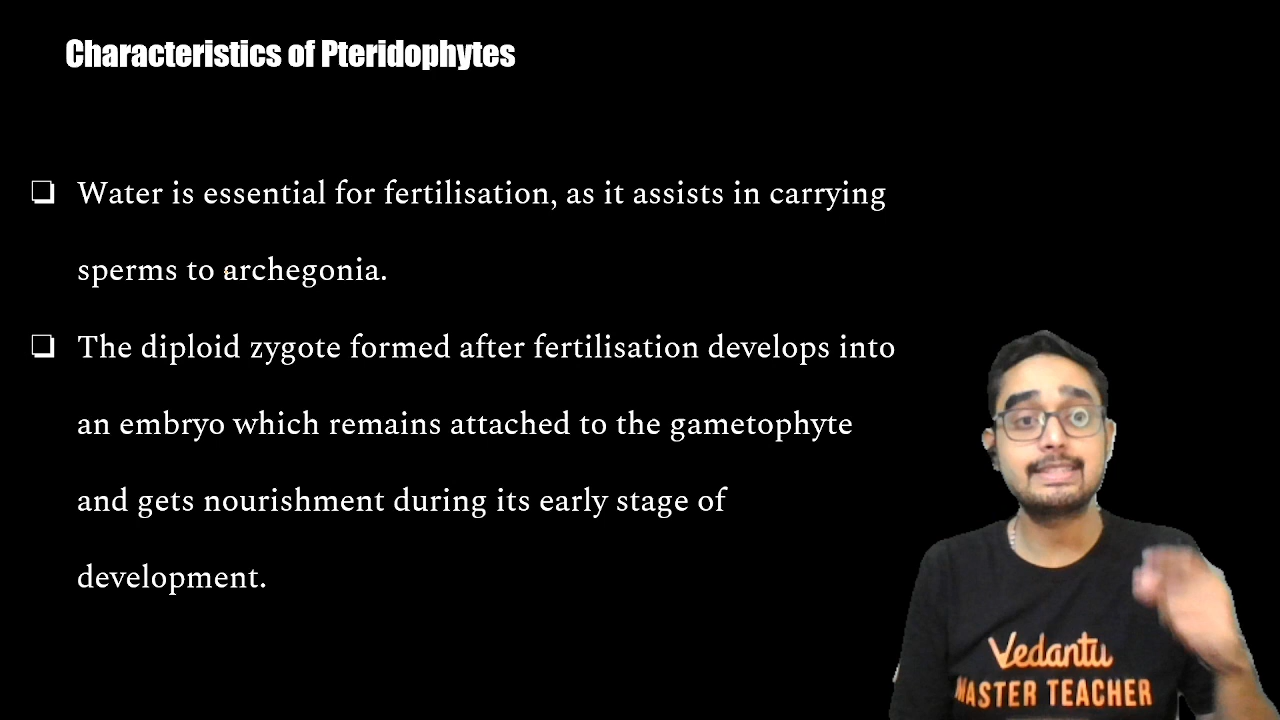 Characteristics of Pteridophytes
❏ Water is essential for fertilisation, as it assists in carrying
sperms to archegonia.
❏ The diploid zygote formed after fertilisation develops into
an embryo which remains attached to the gametophyte
and gets nourishment during its early stage of
development.
Vedantu
MASTER TEACHER